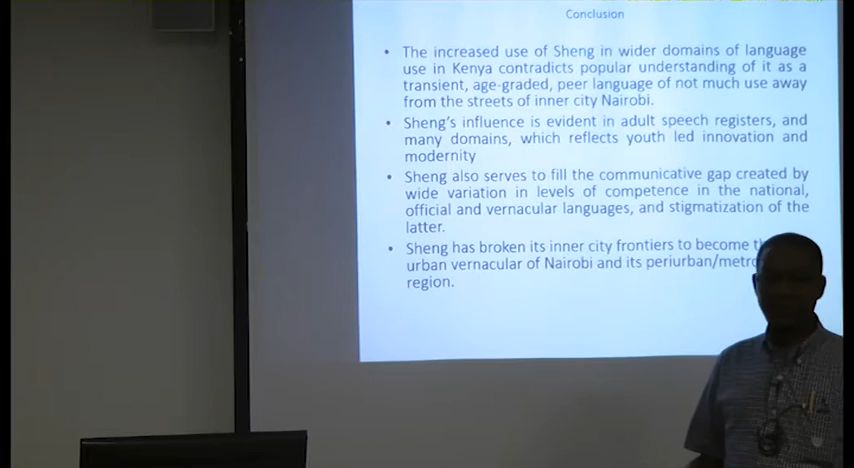 Conclusion
• The increased use of Sheng in wider domains of language
use in Kenya contradicts popular understanding of it as a
transient, age-graded, peer language of not much use away
from the streets of inner city Nairobi.
• Sheng's influence is evident in adult speech registers, and
many domains, which reflects youth led innovation and
modernity
• Sheng also serves to fill the communicative gap created by
wide variation in levels of competence in the national,
official and vernacular languages, and stigmatization of the
latter.
• Sheng has broken its inner city frontiers to become
urban vernacular of Nairobi and its periurban/
region.